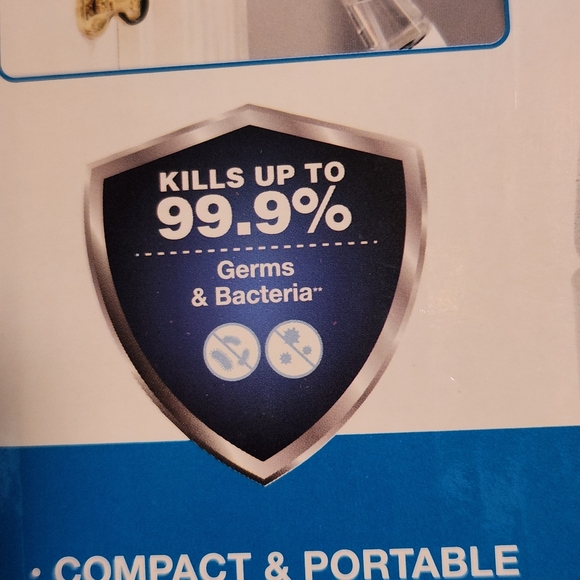 KILLS UP TO
99.9%
Germs
& Bacteria**
• COMPACT & PORTABLE